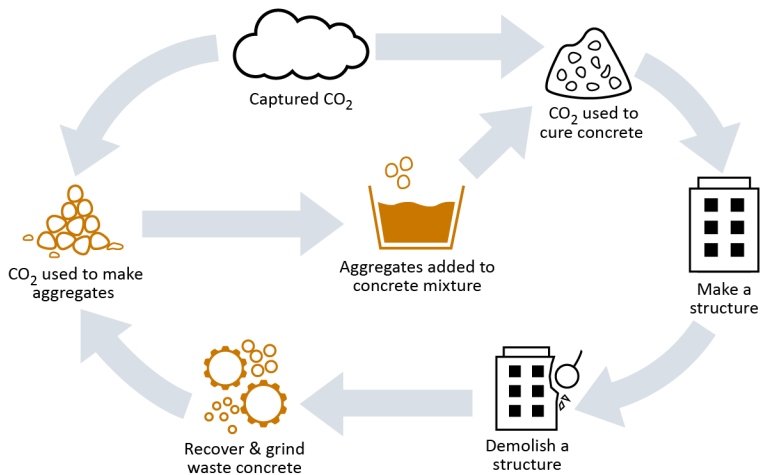 Captured CO2
CO2 used to
cure concrete
CO2 used to make
aggregates
Aggregates added to
concrete mixture
Make a
structure
Recover & grind
waste concrete
Demolish a
structure